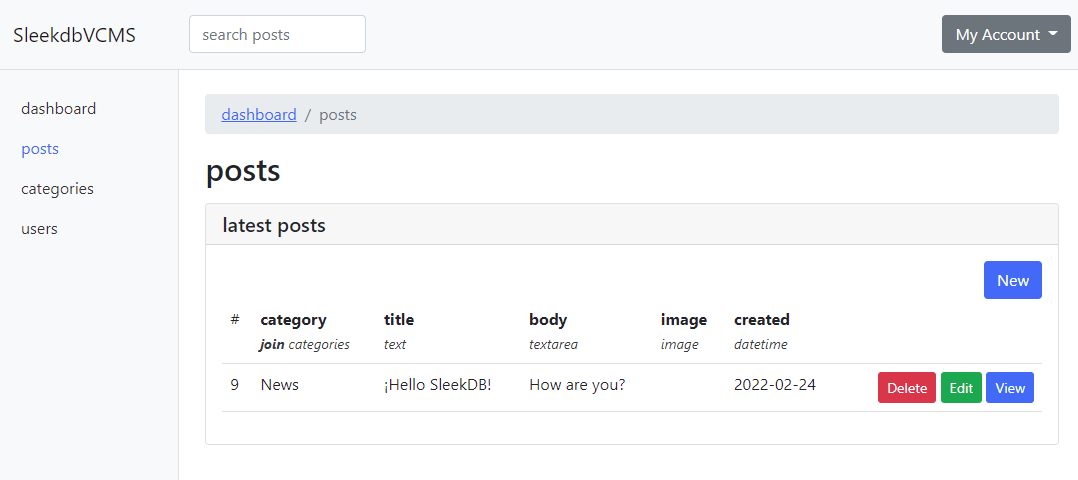 SleekdbVCMS search posts My Account
dashboard
posts
categories
users
dashboard / posts
posts
latest posts
New
# category title body image created
join categories text textarea image datetime
9 News ¡Hello SleekDB! How are you? 2022-02-24 Delete Edit View